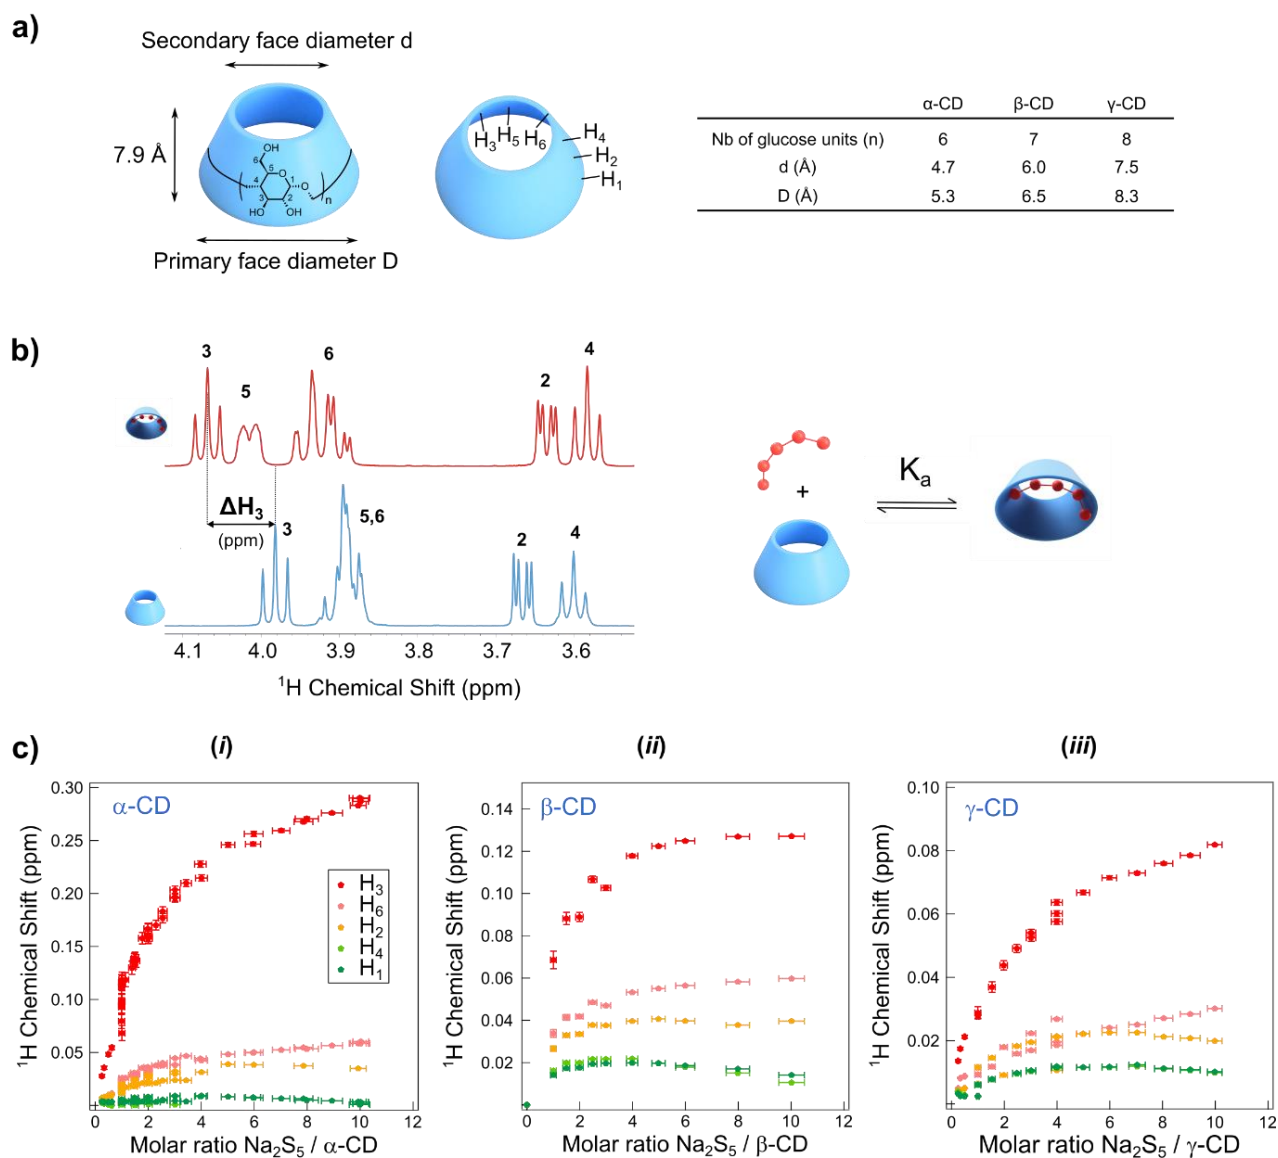 a)
Secondary face diameter d
7.9 Å
OH
6
5
O
4
1
O
3
2
HO
OH
n
Primary face diameter D
H3
H5
H6
H4
H2
H1
α-CD β-CD γ-CD
Nb of glucose units (n) 6 7 8
d (Å) 4.7 6.0 7.5
D (Å) 5.3 6.5 8.3
b)
3
5
6
2
4
ΔH3
(ppm)
3
5,6
2
4
4.1 4.0 3.9 3.8 3.7 3.6
1H Chemical Shift (ppm)
+
Ka
c)
(i)
(ii)
(iii)
α-CD
0.30
0.25
0.20
0.15
0.10
0.05
0 2 4 6 8 10 12
H3
H6
H2
H4
H1
1H Chemical Shift (ppm)
Molar ratio Na2S5 / α-CD
β-CD
0.14
0.12
0.10
0.08
0.06
0.04
0.02
0 2 4 6 8 10 12
1H Chemical Shift (ppm)
Molar ratio Na2S5 / β-CD
γ-CD
0.10
0.08
0.06
0.04
0.02
0 2 4 6 8 10 12
1H Chemical Shift (ppm)
Molar ratio Na2S5 / γ-CD